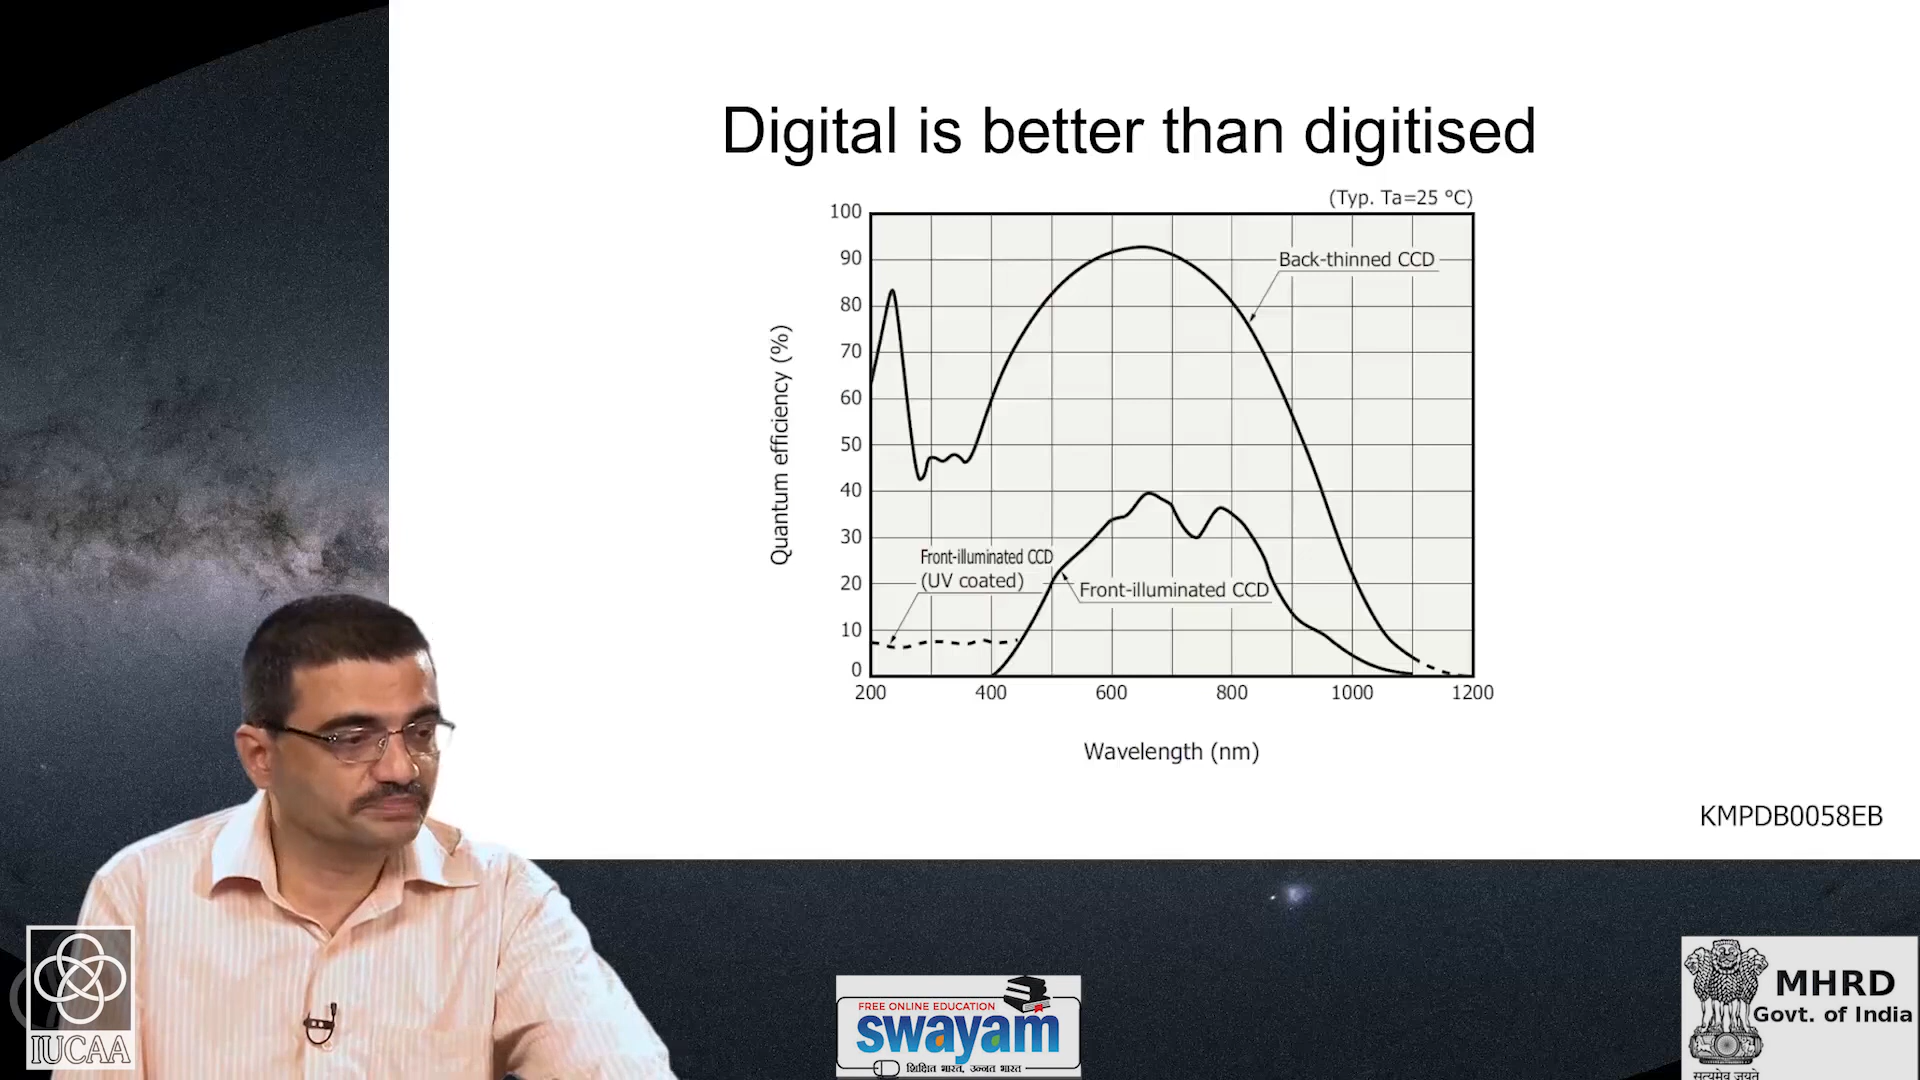 Digital is better than digitised
(Typ. Ta=25 °C)
100
90
80
70
60
50
40
30
20
10
0
Quantum efficiency (%)
Back-thinned CCD
Front-illuminated CCD
(UV coated)
Front-illuminated CCD
200 400 600 800 1000 1200
Wavelength (nm)
KMPDB0058EB
IUCAA
FREE ONLINE EDUCATION
swayam
शिक्षित भारत, उन्नत भारत
MHRD
Govt. of India
सत्यमेव जयते